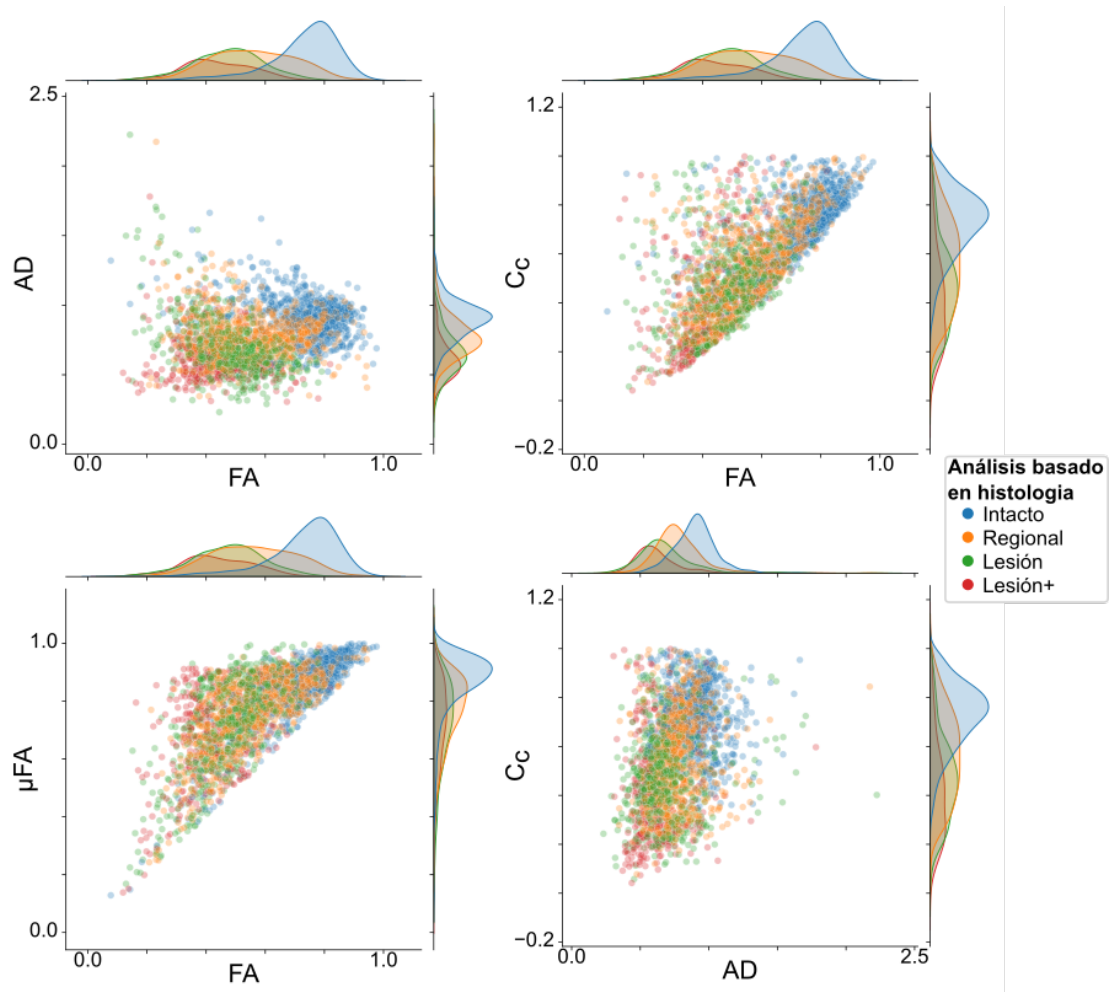 2.5
AD
0.0
0.0
1.0
FA
1.2
Cc
−0.2
0.0
1.0
FA
Análisis basado
en histologia
Intacto
Regional
Lesión
Lesión+
1.0
µFA
0.0
0.0
1.0
FA
1.2
Cc
−0.2
0.0
2.5
AD